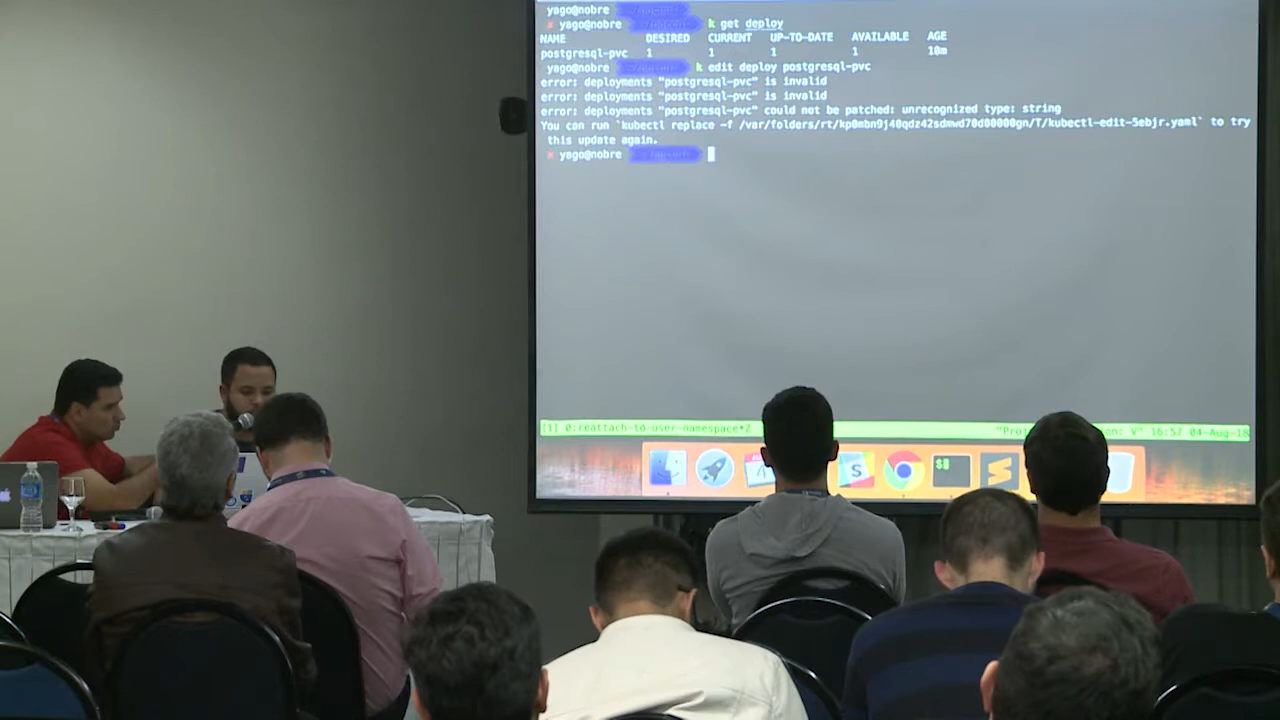 yago@nobre
✗ yago@nobre k get deploy
NAME DESIRED CURRENT UP-TO-DATE AVAILABLE AGE
postgresql-pvc 1 1 1 1 18m
yago@nobre k edit deploy postgresql-pvc
error: deployments "postgresql-pvc" is invalid
error: deployments "postgresql-pvc" is invalid
error: deployments "postgresql-pvc" could not be patched: unrecognized type: string
You can run `kubectl replace -f /var/folders/rt/kp0mbn9j40qdz42sdmwd70d00000gn/T/kubectl-edit-5ebjr.yaml` to try
this update again.
✗ yago@nobre
[1] 0:reattach-to-user-namespace*Z "Proj on: V" 16:57 04-Aug-18
S
$